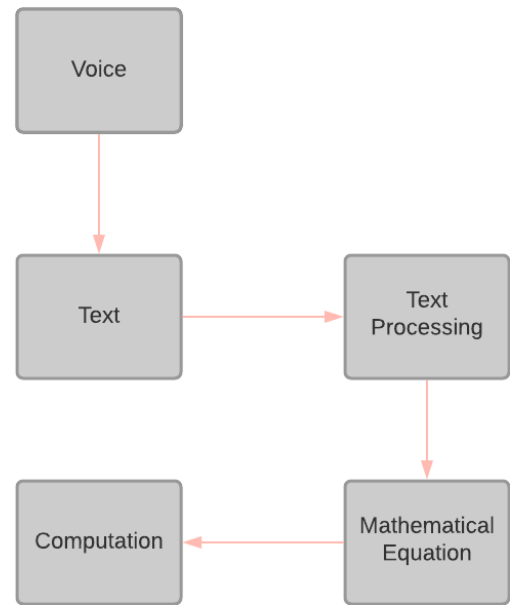 Voice
Text
Text
Processing
Mathematical
Equation
Computation